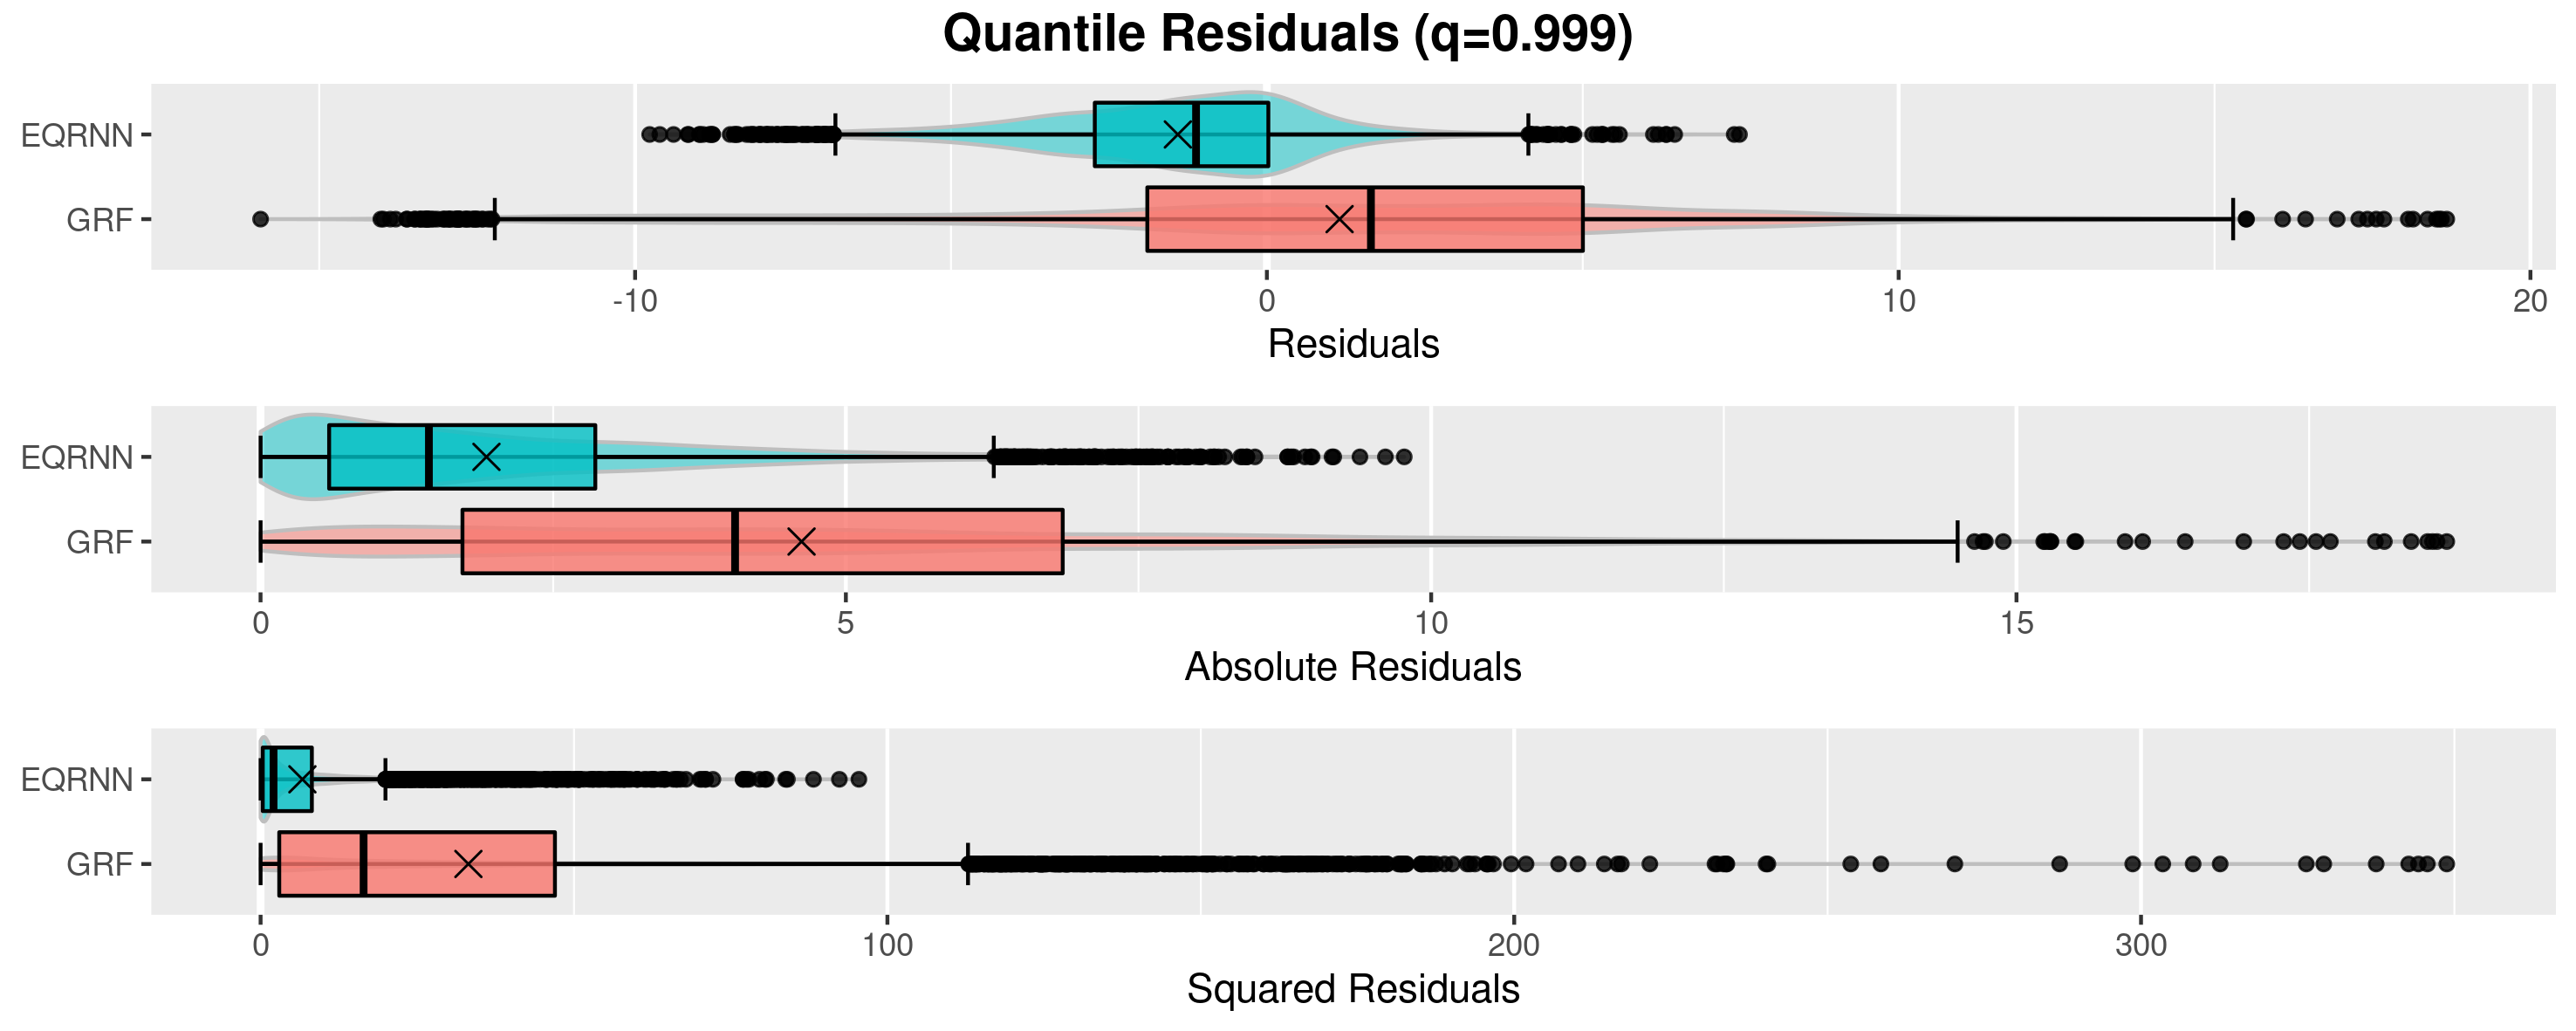 Quantile Residuals (q=0.999)
EQRNN
GRF
-10 0 10 20
Residuals
EQRNN
GRF
0 5 10 15
Absolute Residuals
EQRNN
GRF
0 100 200 300
Squared Residuals